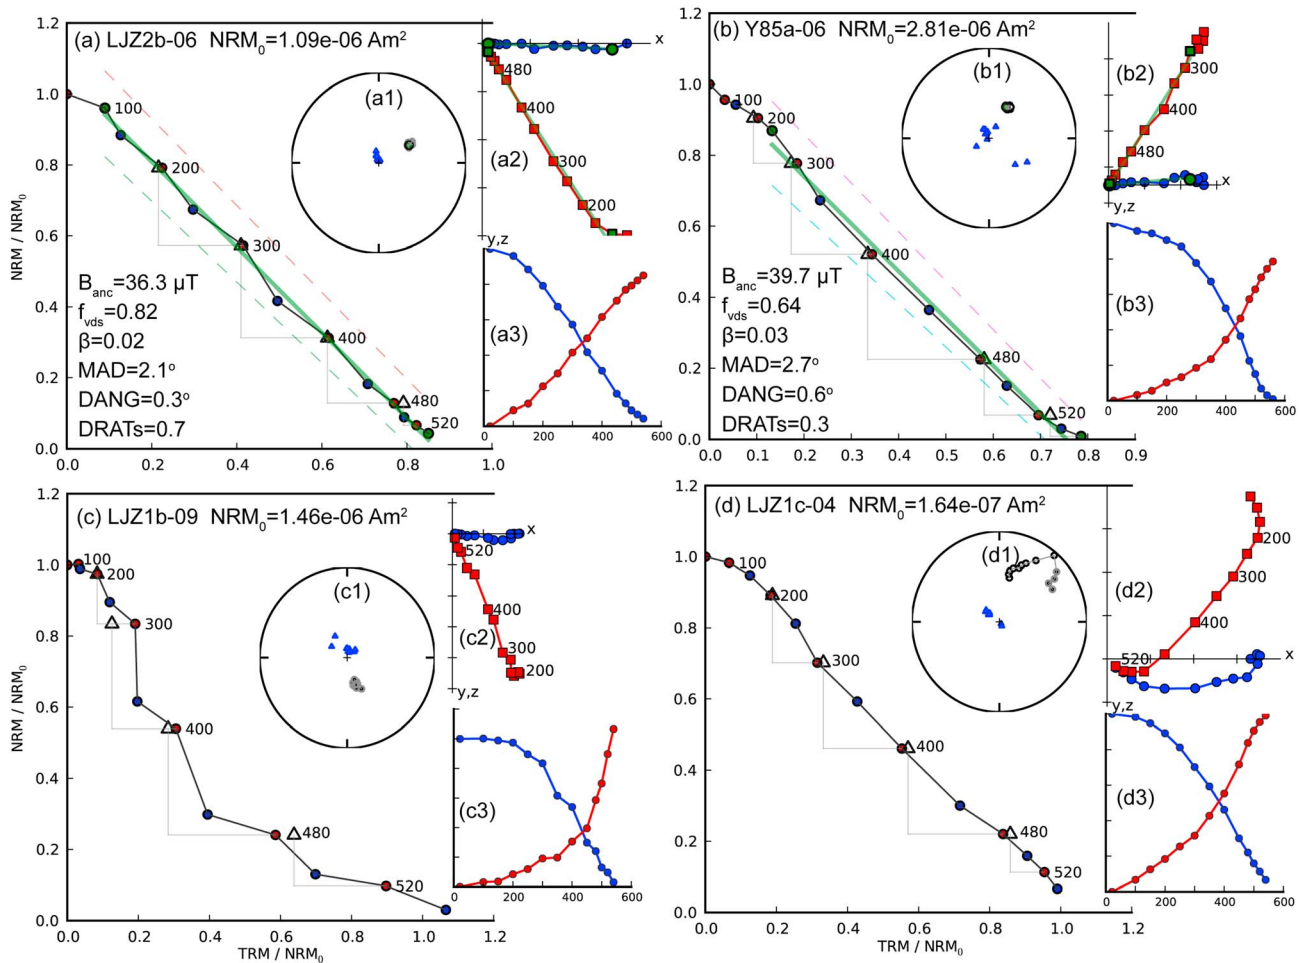 (a) LJZ2b-06 NRM₀=1.09e-06 Am²
1.2
1.0
0.8
0.6
0.4
0.2
0.0
NRM / NRM₀
100
200
300
400
480
520
B_anc=36.3 μT
f_vds=0.82
β=0.02
MAD=2.1°
DANG=0.3°
DRATs=0.7
0.0 0.2 0.4 0.6 0.8 1.0
(a1)
x
480
400
(a2)
300
200
y,z
(a3)
0 200 400 600
(b) Y85a-06 NRM₀=2.81e-06 Am²
1.2
1.0
0.8
0.6
0.4
0.2
0.0
100
200
300
400
480
520
B_anc=39.7 μT
f_vds=0.64
β=0.03
MAD=2.7°
DANG=0.6°
DRATs=0.3
0.0 0.1 0.2 0.3 0.4 0.5 0.6 0.7 0.8 0.9
(b1)
(b2)
300
400
480
x
y,z
(b3)
0 200 400 600
(c) LJZ1b-09 NRM₀=1.46e-06 Am²
1.2
1.0
0.8
0.6
0.4
0.2
0.0
NRM / NRM₀
100
200
300
400
480
520
0.0 0.2 0.4 0.6 0.8 1.0 1.2
TRM / NRM₀
(c1)
x
520
400
(c2)
300
200
y,z
(c3)
0 200 400 600
(d) LJZ1c-04 NRM₀=1.64e-07 Am²
1.2
1.0
0.8
0.6
0.4
0.2
0.0
100
200
300
400
480
520
0.0 0.2 0.4 0.6 0.8 1.0 1.2
TRM / NRM₀
(d1)
200
300
(d2)
400
520
x
y,z
(d3)
0 200 400 600